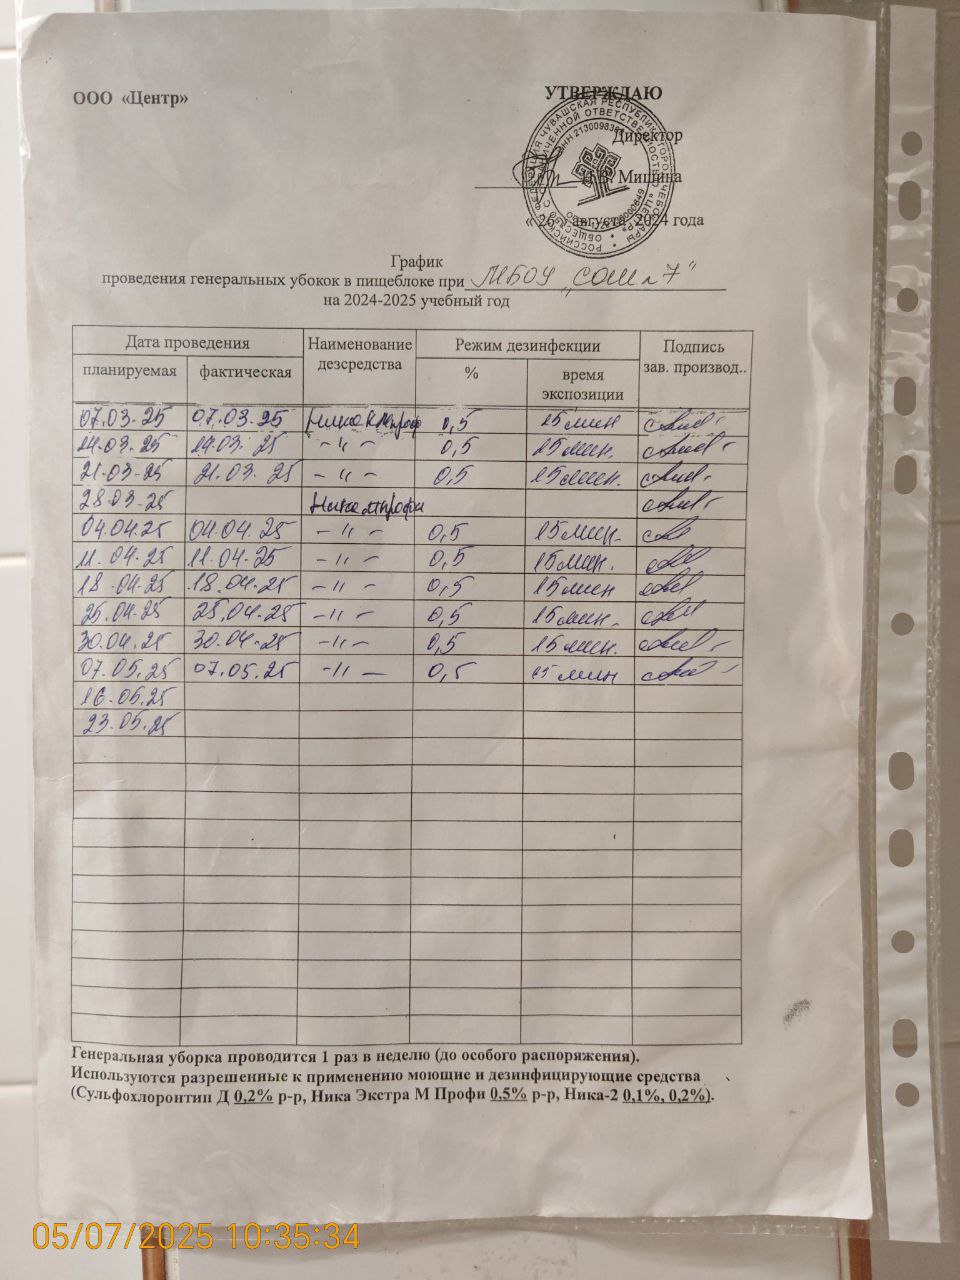 ООО «Центр»
УТВЕРЖДАЮ
Директор
Мишина
« 26 » августа 2024 года
График
проведения генеральных убокок в пищеблоке при МБОУ "СОШ №7"
на 2024-2025 учебный год
Дата проведения Наименование дезсредства Режим дезинфекции Подпись зав. производ..
планируемая фактическая % время экспозиции
07.03.25 07.03.25 0,5 15 мин
14.03.25 14.03.25 -"- 0,5 15 мин.
21.03.25 21.03.25 -"- 0,5 15 мин.
28.03.25
04.04.25 04.04.25 -"- 0,5 15 мин.
11.04.25 11.04.25 -"- 0,5 15 мин.
18.04.25 18.04.25 -"- 0,5 15 мин
25.04.25 25.04.25 -"- 0,5 15 мин.
30.04.25 30.04.25 -"- 0,5 15 мин.
07.05.25 07.05.25 -"- 0,5 15 мин
16.05.25
23.05.25
Генеральная уборка проводится 1 раз в неделю (до особого распоряжения).
Используются разрешенные к применению моющие и дезинфицирующие средства
(Сульфохлоронтин Д 0,2% р-р, Ника Экстра М Профи 0,5% р-р, Ника-2 0,1%, 0,2%).
05/07/2025 10:35:34